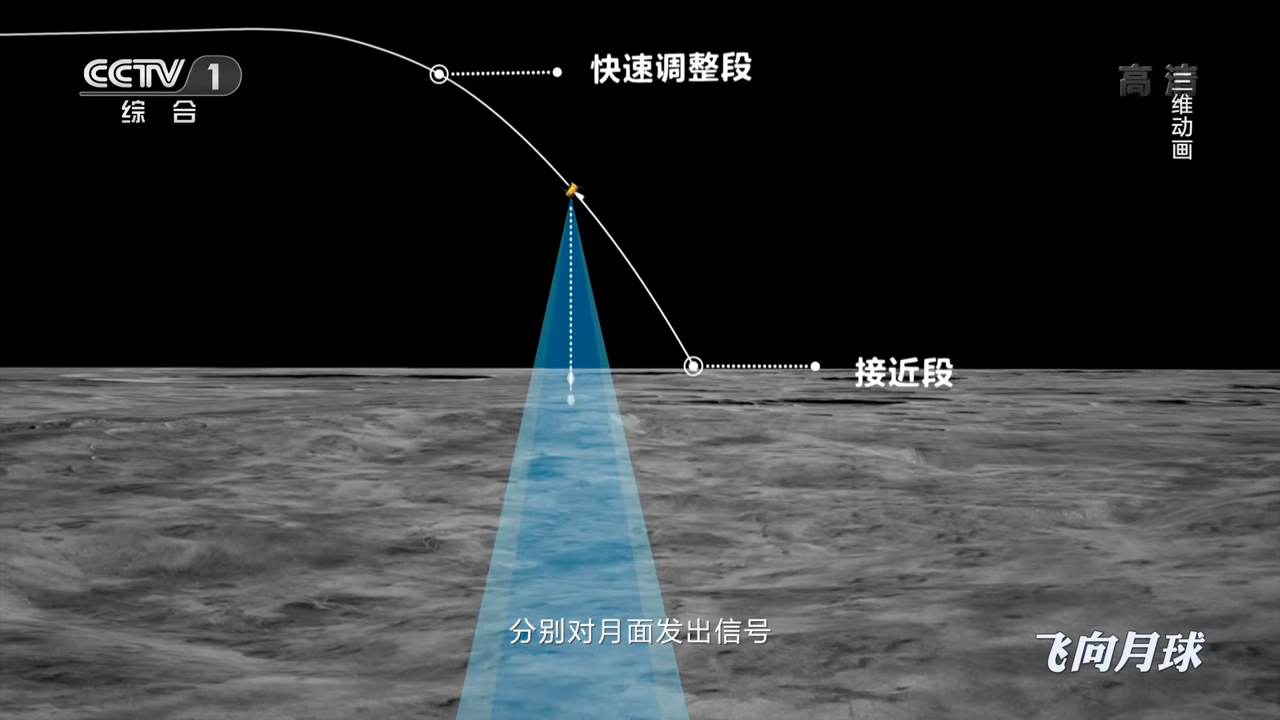 快速调整段
CCTV 1
综合
高清
三维动画
接近段
分别对月面发出信号
飞向月球